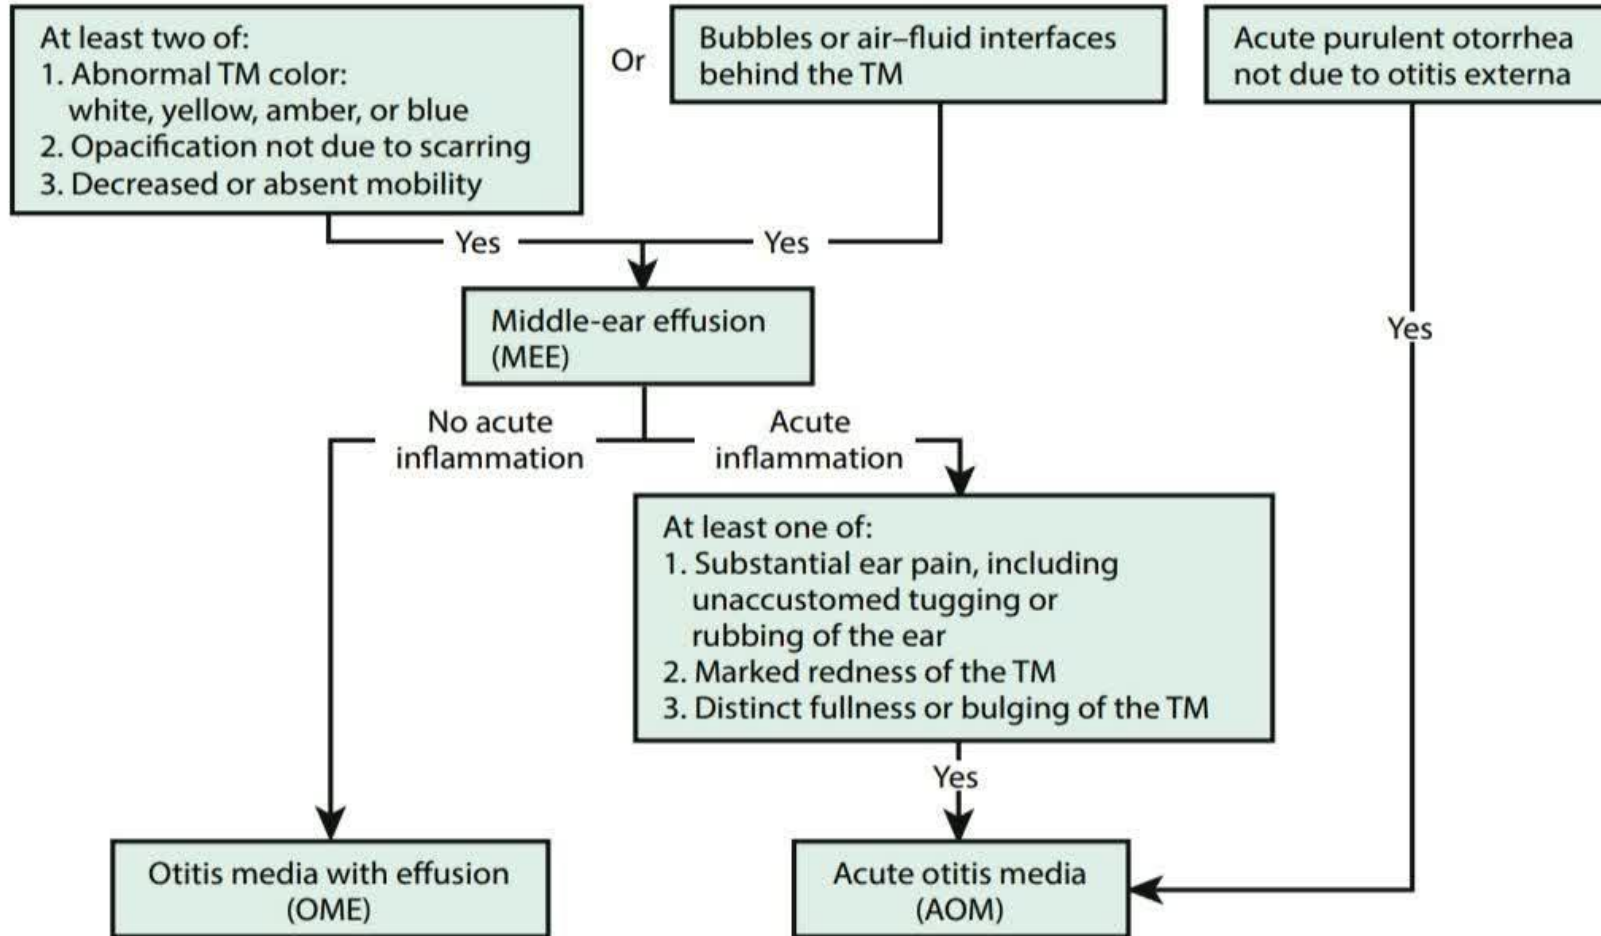 At least two of:
1. Abnormal TM color:
white, yellow, amber, or blue
2. Opacification not due to scarring
3. Decreased or absent mobility
Or
Bubbles or air–fluid interfaces
behind the TM
Acute purulent otorrhea
not due to otitis externa
Yes
Yes
Middle-ear effusion
(MEE)
Yes
No acute
inflammation
Acute
inflammation
At least one of:
1. Substantial ear pain, including
unaccustomed tugging or
rubbing of the ear
2. Marked redness of the TM
3. Distinct fullness or bulging of the TM
Yes
Otitis media with effusion
(OME)
Acute otitis media
(AOM)